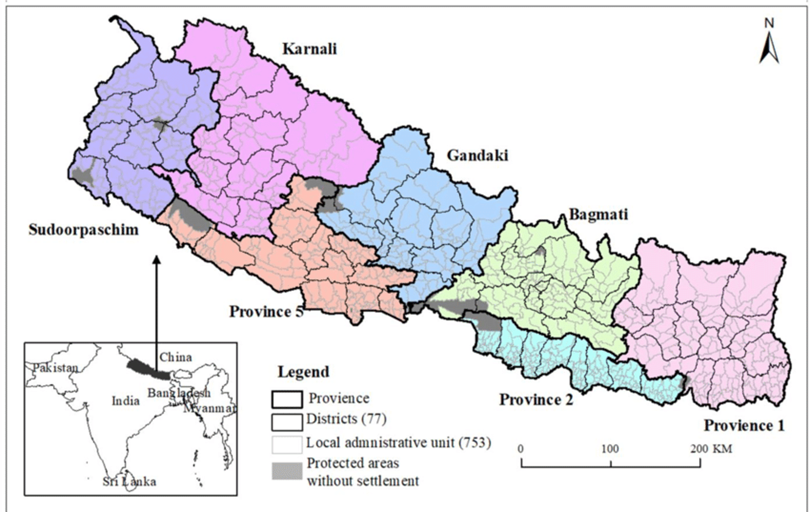 N
Karnali
Gandaki
Bagmati
Sudoorpaschim
Province 5
Province 2
Provience 1
China
Pakistan
India
Bangladesh
Myanmar
Sri Lanka
Legend
Provience
Districts (77)
Local admnistrative unit (753)
Protected areas
without settlement
0 100 200 KM